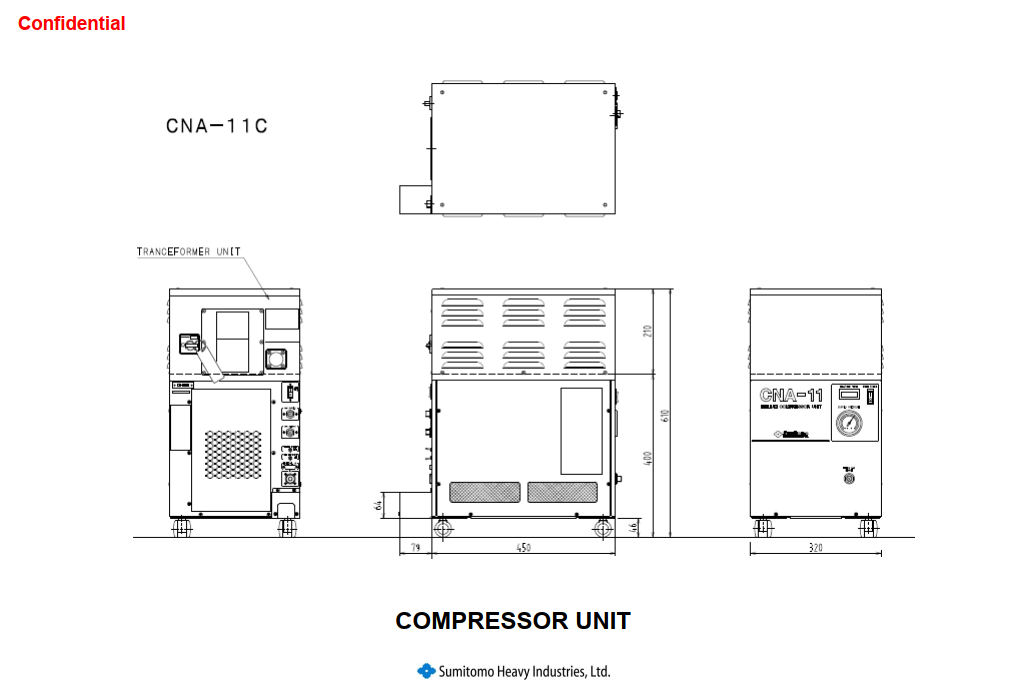 Confidential
CNA-11C
TRANCEFORMER UNIT
210
610
400
CNA-11
64
46
79
450
320
COMPRESSOR UNIT
Sumitomo Heavy Industries, Ltd.